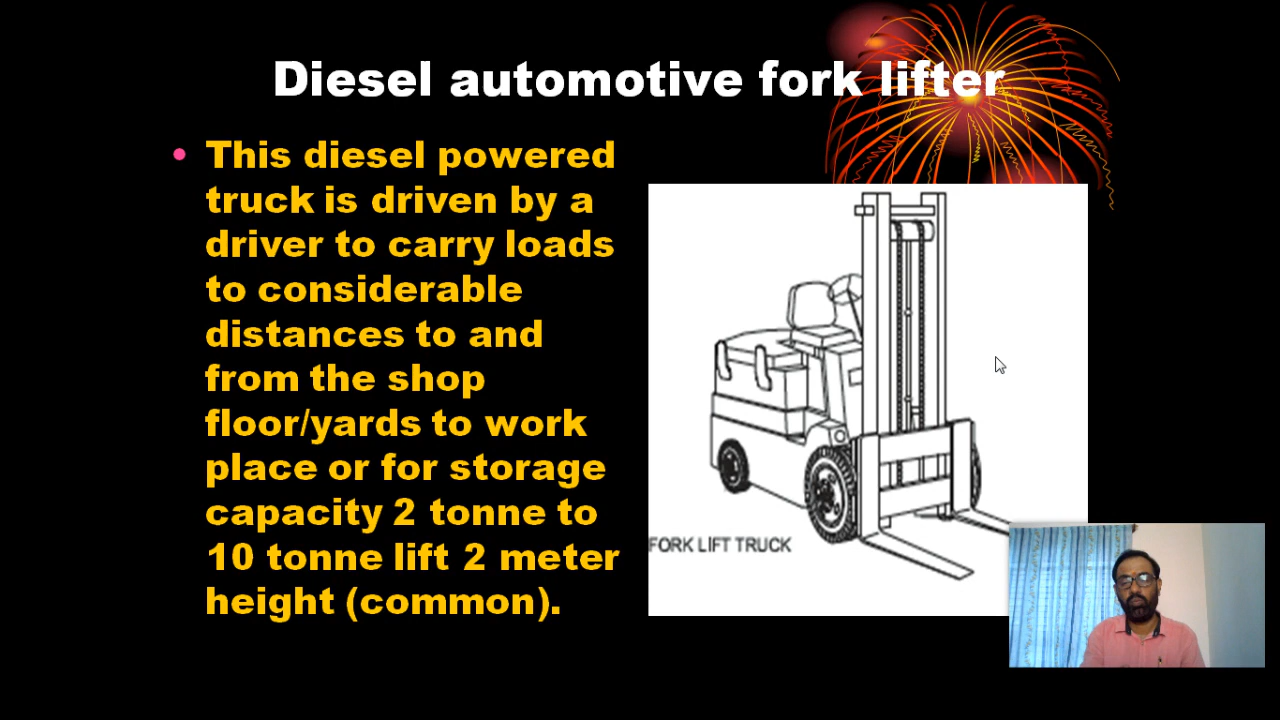 Diesel automotive fork lifter
• This diesel powered
truck is driven by a
driver to carry loads
to considerable
distances to and
from the shop
floor/yards to work
place or for storage
capacity 2 tonne to
10 tonne lift 2 meter
height (common).
FORK LIFT TRUCK